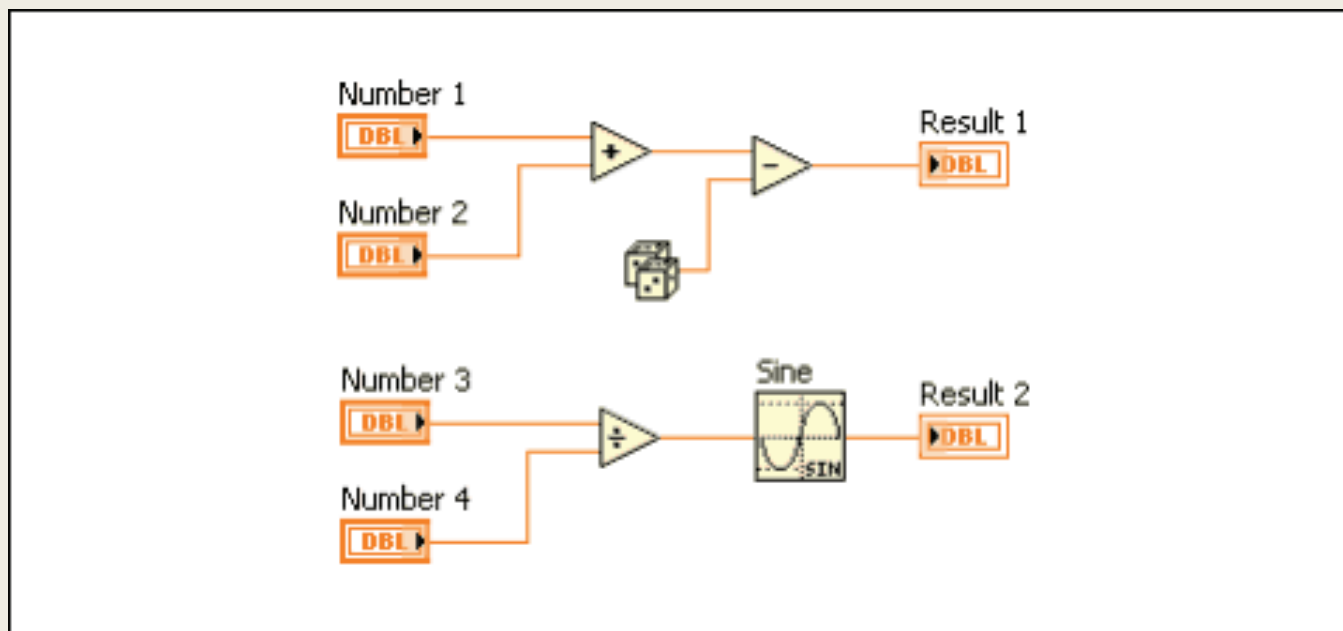 Number 1
DBL
Result 1
+
-
DBL
Number 2
DBL
Number 3
DBL
Sine
Result 2
÷
SIN
DBL
Number 4
DBL